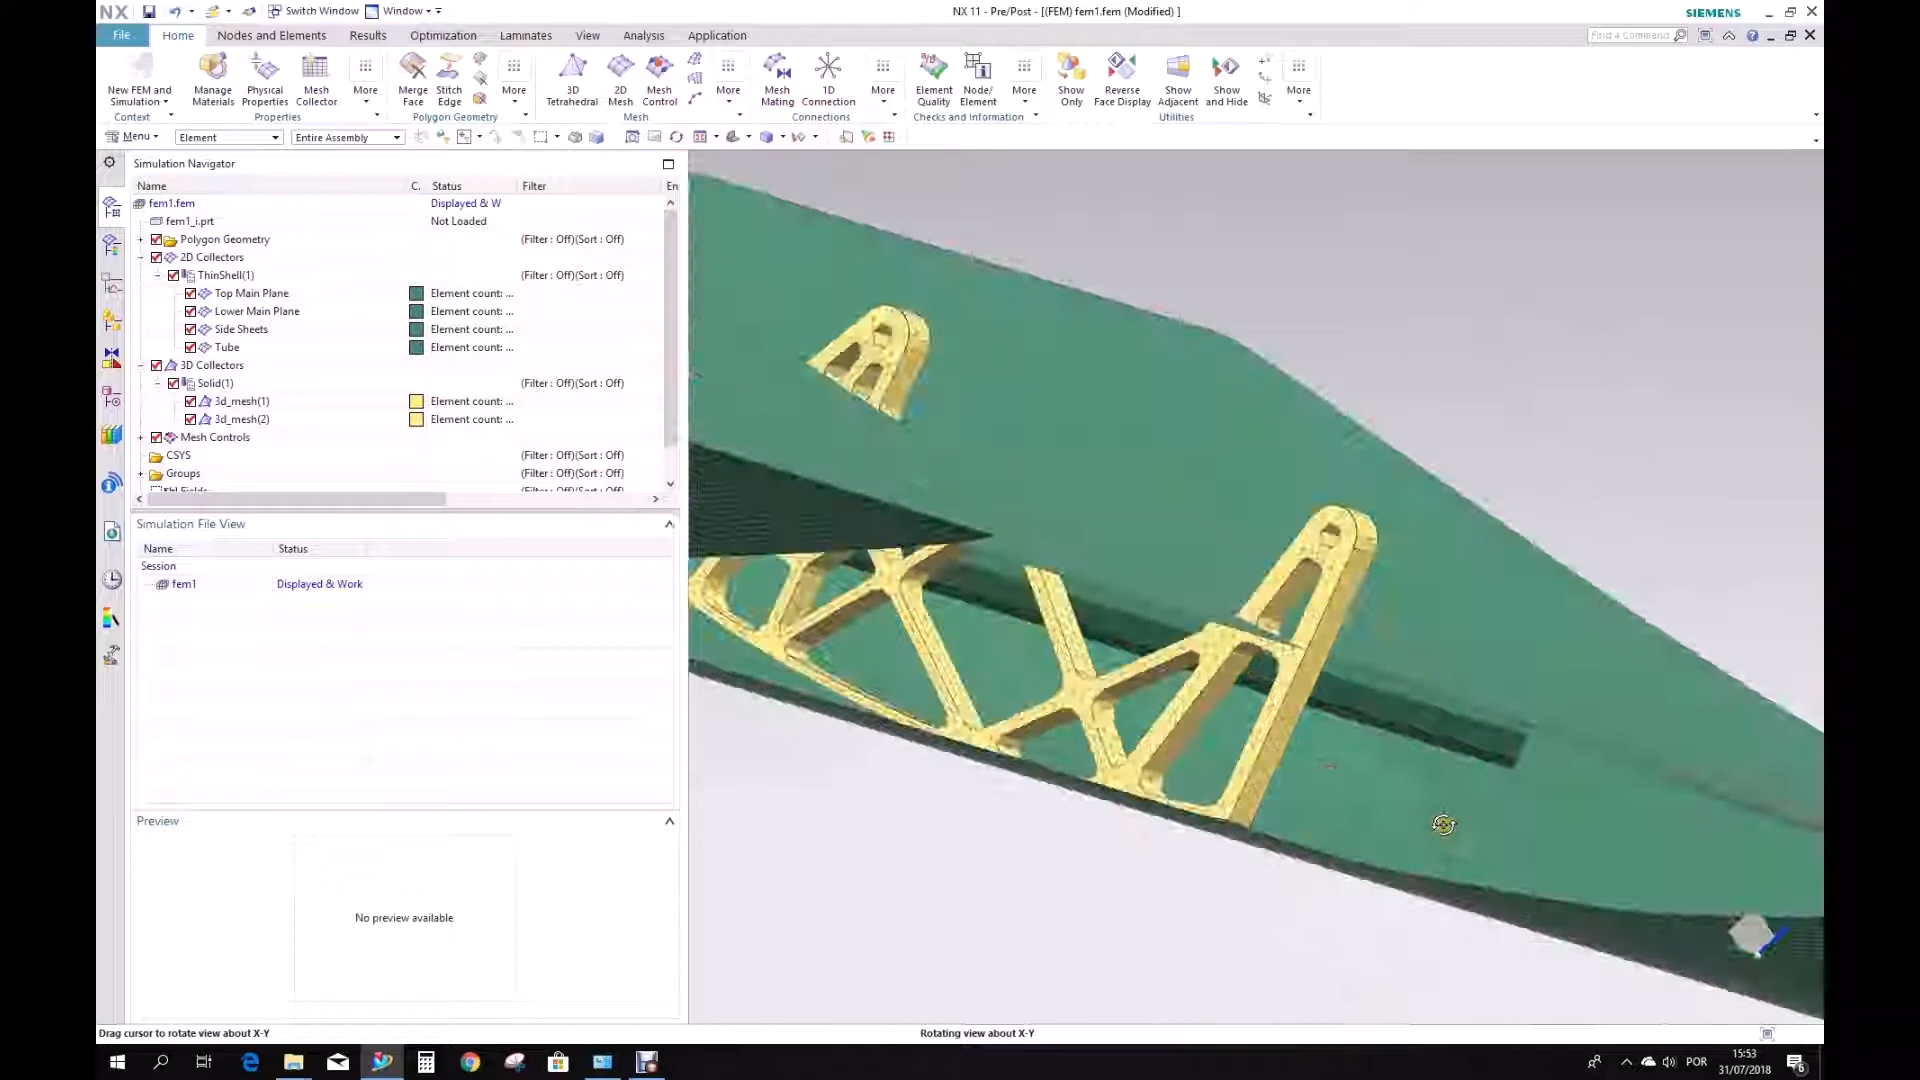 NX
Switch Window
Window
NX 11 - Pre/Post - [(FEM) fem1.fem (Modified) ]
SIEMENS
File
Home
Nodes and Elements
Results
Optimization
Laminates
View
Analysis
Application
Find a Command
New FEM and Simulation
Manage Materials
Physical Properties
Mesh Collector
More
Merge Face
Stitch Edge
More
3D Tetrahedral
2D Mesh
Mesh Control
More
Mesh Mating
1D Connection
More
Element Quality
Node/ Element
More
Show Only
Reverse Face Display
Show Adjacent
Show and Hide
More
Context
Properties
Polygon Geometry
Mesh
Connections
Checks and Information
Utilities
Menu
Element
Entire Assembly
Simulation Navigator
Name C. Status Filter En
fem1.fem Displayed & W
fem1_i.prt Not Loaded
Polygon Geometry (Filter : Off)(Sort : Off)
2D Collectors
ThinShell(1) (Filter : Off)(Sort : Off)
Top Main Plane Element count: ...
Lower Main Plane Element count: ...
Side Sheets Element count: ...
Tube Element count: ...
3D Collectors
Solid(1) (Filter : Off)(Sort : Off)
3d_mesh(1) Element count: ...
3d_mesh(2) Element count: ...
Mesh Controls
CSYS (Filter : Off)(Sort : Off)
Groups (Filter : Off)(Sort : Off)
Simulation File View
Name Status
Session
fem1 Displayed & Work
Preview
No preview available
Drag cursor to rotate view about X-Y
Rotating view about X-Y
POR
15:53
31/07/2018